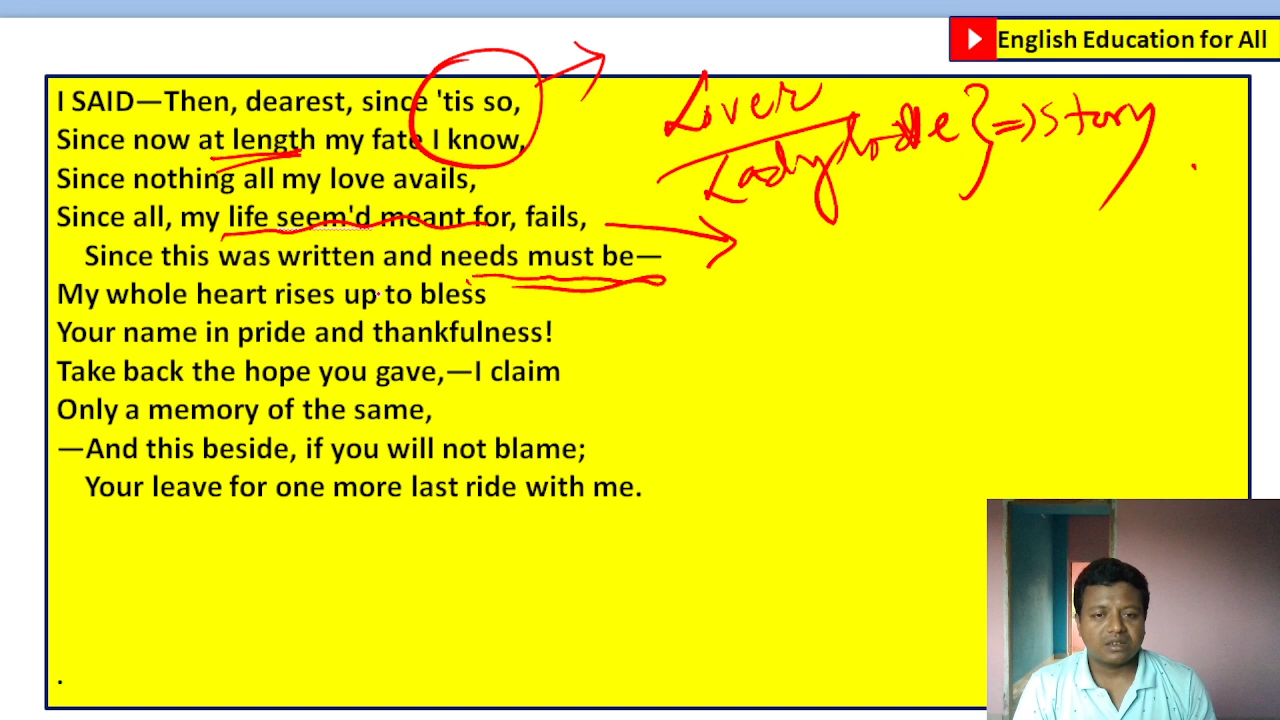 English Education for All
I SAID—Then, dearest, since 'tis so,
Since now at length my fate I know,
Since nothing all my love avails,
Since all, my life seem'd meant for, fails,
Since this was written and needs must be—
My whole heart rises up to bless
Your name in pride and thankfulness!
Take back the hope you gave,—I claim
Only a memory of the same,
—And this beside, if you will not blame;
Your leave for one more last ride with me.
.
Lover
Lady love } => story